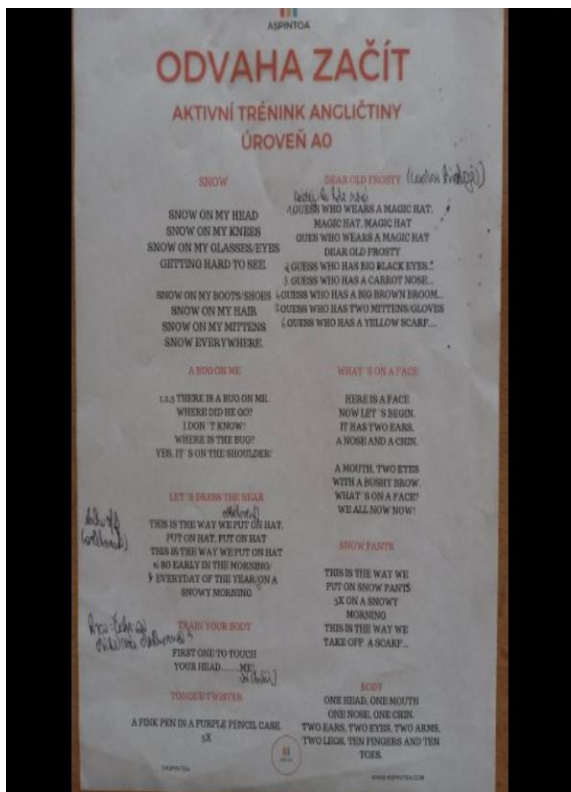 ASPINTOA
ODVAHA ZAČÍT
AKTIVNÍ TRÉNINK ANGLIČTINY
ÚROVEŇ A0
SNOW
SNOW ON MY HEAD
SNOW ON MY KNEES
SNOW ON MY GLASSES/EYES
GETTING HARD TO SEE.
SNOW ON MY BOOTS/SHOES
SNOW ON MY HAIR
SNOW ON MY MITTENS
SNOW EVERYWHERE.
DEAR OLD FROSTY
1 GUESS WHO WEARS A MAGIC HAT,
MAGIC HAT, MAGIC HAT
GUES WHO WEARS A MAGIC HAT
DEAR OLD FROSTY
GUESS WHO HAS BIG BLACK EYES..
GUESS WHO HAS A CARROT NOSE...
GUESS WHO HAS A BIG BROWN BROOM...
GUESS WHO HAS TWO MITTENS/GLOVES
GUESS WHO HAS A YELLOW SCARF....
A BUG ON ME
1,2,3 THERE IS A BUG ON ME.
WHERE DID HE GO?
I DON´T KNOW!
WHERE IS THE BUG?
YES, IT´S ON THE SHOULDER!
WHAT´S ON A FACE
HERE IS A FACE
NOW LET´S BEGIN.
IT HAS TWO EARS,
A NOSE AND A CHIN.
A MOUTH, TWO EYES
WITH A BUSHY BROW.
WHAT´S ON A FACE?
WE ALL NOW NOW!
LET´S DRESS THE BEAR
THIS IS THE WAY WE PUT ON HAT,
PUT ON HAT, PUT ON HAT
THIS IS THE WAY WE PUT ON HAT
SO EARLY IN THE MORNING/
EVERYDAY OF THE YEAR/ON A
SNOWY MORNING
SNOW PANTS
THIS IS THE WAY WE
PUT ON SNOW PANTS
5X ON A SNOWY
MORNING
THIS IS THE WAY WE
TAKE OFF A SCARF...
TRAIN YOUR BODY
FIRST ONE TO TOUCH
YOUR HEAD.......ME!
TONGUE TWISTER
A PINK PEN IN A PURPLE PENCIL CASE.
5X
BODY
ONE HEAD, ONE MOUTH
ONE NOSE, ONE CHIN.
TWO EARS, TWO EYES, TWO ARMS,
TWO LEGS, TEN FINGERS AND TEN
TOES.
©ASPINTOA
WWW.ASPINTOA.COM